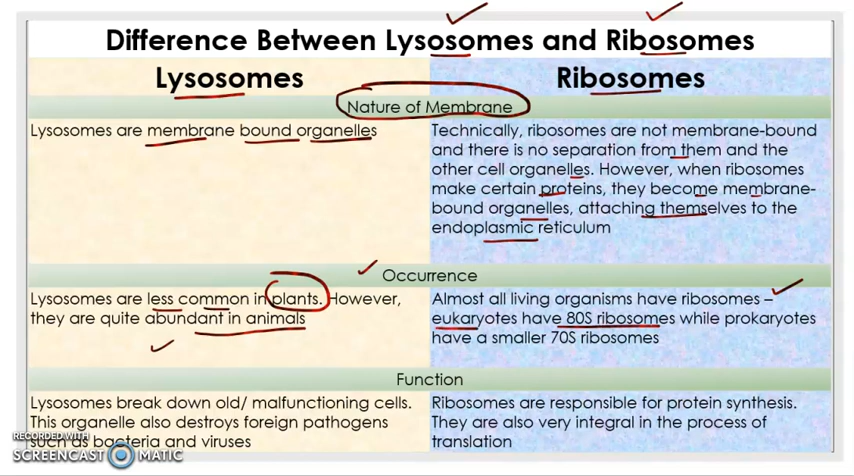 Difference Between Lysosomes and Ribosomes
Lysosomes
Ribosomes
Nature of Membrane
Lysosomes are membrane bound organelles
Technically, ribosomes are not membrane-bound
and there is no separation from them and the
other cell organelles. However, when ribosomes
make certain proteins, they become membrane-
bound organelles, attaching themselves to the
endoplasmic reticulum
Occurrence
Lysosomes are less common in plants. However,
they are quite abundant in animals
Almost all living organisms have ribosomes –
eukaryotes have 80S ribosomes while prokaryotes
have a smaller 70S ribosomes
Function
Lysosomes break down old/ malfunctioning cells.
This organelle also destroys foreign pathogens
such as bacteria and viruses
Ribosomes are responsible for protein synthesis.
They are also very integral in the process of
translation
RECORDED WITH
SCREENCAST MATIC